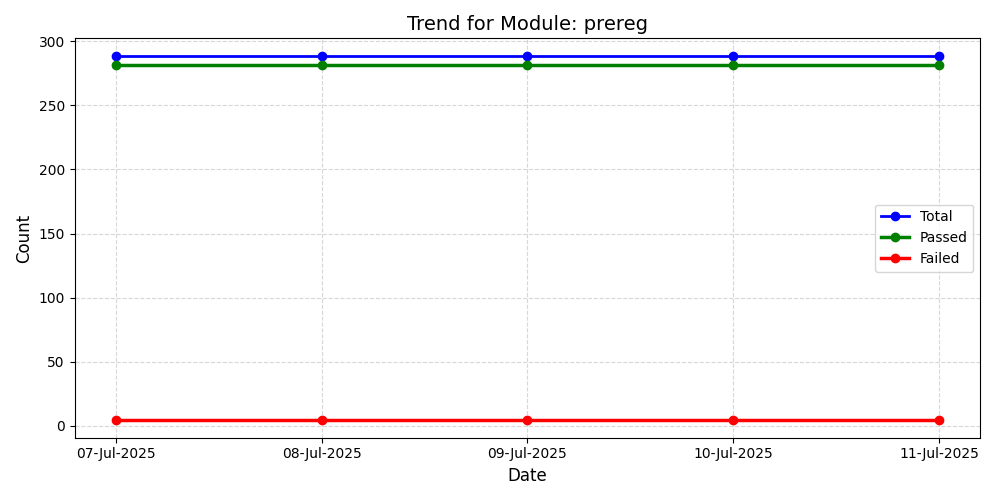 Trend for Module: prereg
300
250
200
150
100
50
0
Count
Total
Passed
Failed
07-Jul-2025 08-Jul-2025 09-Jul-2025 10-Jul-2025 11-Jul-2025
Date